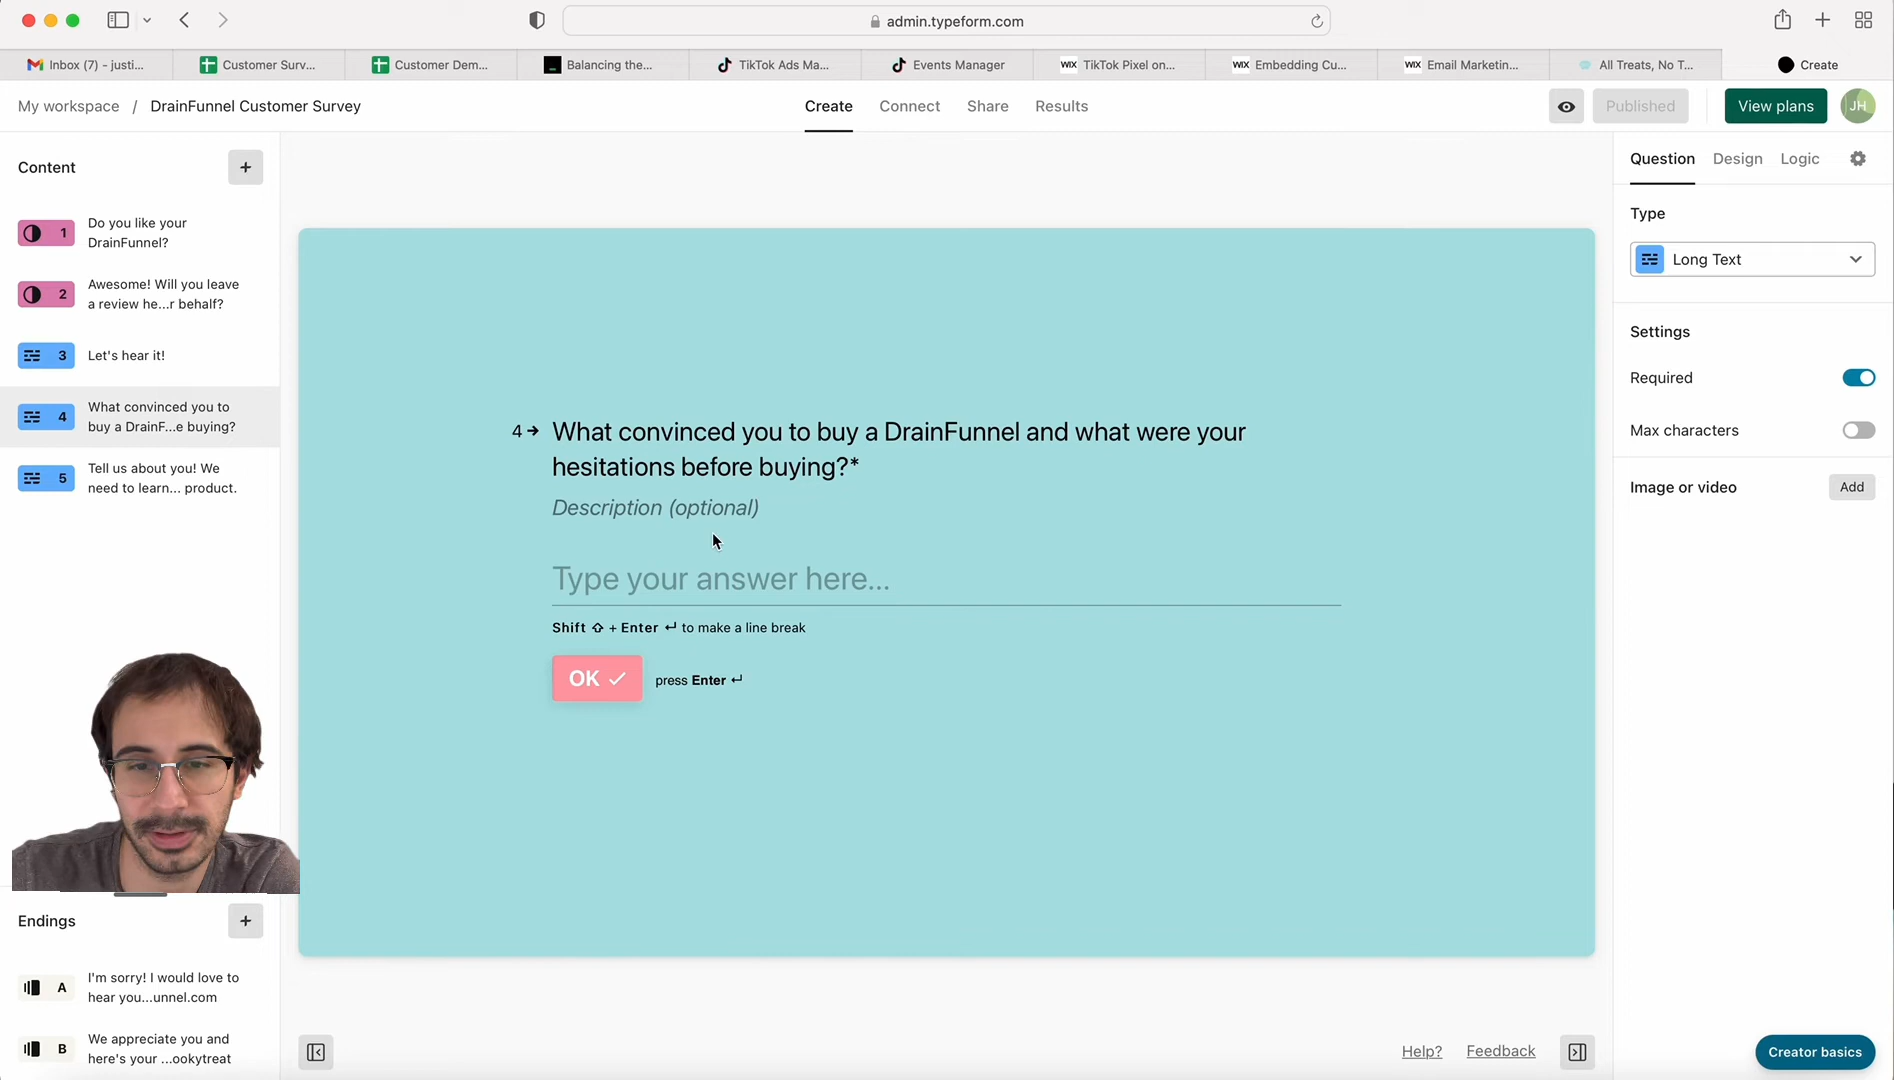 admin.typeform.com
Inbox (7) - justi...
Customer Surv...
Customer Dem...
Balancing the...
TikTok Ads Ma...
Events Manager
WIX TikTok Pixel on...
WIX Embedding Cu...
WIX Email Marketin...
All Treats, No T...
Create
My workspace / DrainFunnel Customer Survey
Create
Connect
Share
Results
Published
View plans
JH
Content
+
1
Do you like your
DrainFunnel?
2
Awesome! Will you leave
a review he...r behalf?
3
Let's hear it!
4
What convinced you to
buy a DrainF...e buying?
5
Tell us about you! We
need to learn... product.
Endings
+
A
I'm sorry! I would love to
hear you...unnel.com
B
We appreciate you and
here's your ...ookytreat
4 → What convinced you to buy a DrainFunnel and what were your
hesitations before buying?*
Description (optional)
Type your answer here...
Shift ⇧ + Enter ↵ to make a line break
OK ✓
press Enter ↵
Help?
Feedback
Question
Design
Logic
Type
Long Text
Settings
Required
Max characters
Image or video
Add
Creator basics